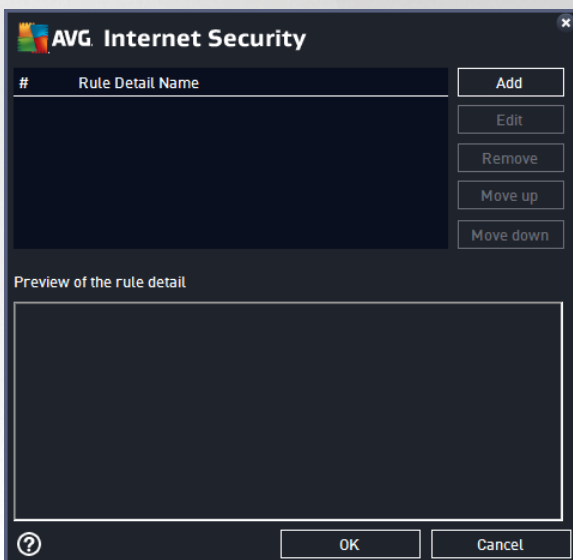 AVG. Internet Security
# Rule Detail Name
Add
Edit
Remove
Move up
Move down
Preview of the rule detail
OK
Cancel